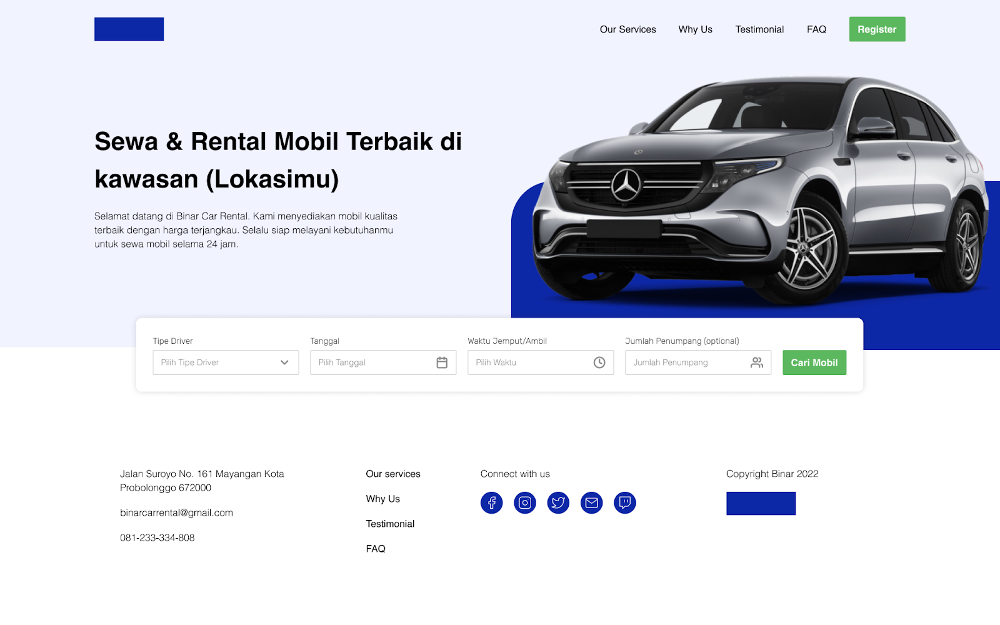 Our Services
Why Us
Testimonial
FAQ
Register
Sewa & Rental Mobil Terbaik di
kawasan (Lokasimu)
Selamat datang di Binar Car Rental. Kami menyediakan mobil kualitas
terbaik dengan harga terjangkau. Selalu siap melayani kebutuhanmu
untuk sewa mobil selama 24 jam.
Tipe Driver
Pilih Tipe Driver
Tanggal
Pilih Tanggal
Waktu Jemput/Ambil
Pilih Waktu
Jumlah Penumpang (optional)
Jumlah Penumpang
Cari Mobil
Jalan Suroyo No. 161 Mayangan Kota
Probolonggo 672000
binarcarrental@gmail.com
081-233-334-808
Our services
Why Us
Testimonial
FAQ
Connect with us
Copyright Binar 2022